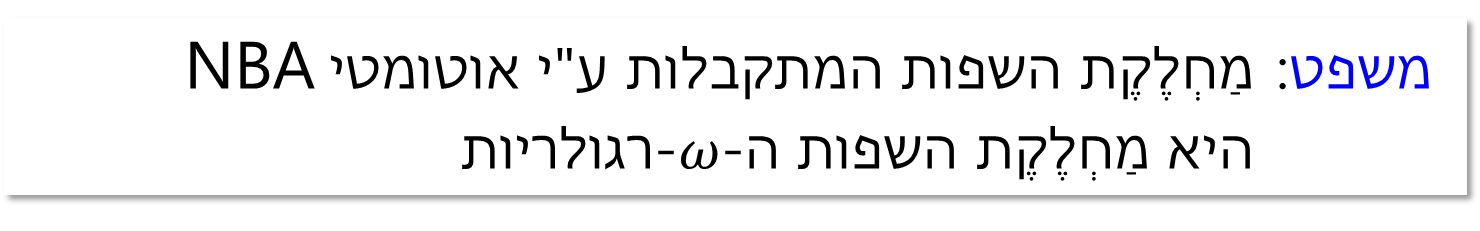 משפט: מַחְלֶקֶת השפות המתקבלות ע"י אוטומטי NBA
היא מַחְלֶקֶת השפות ה-ω-רגולריות